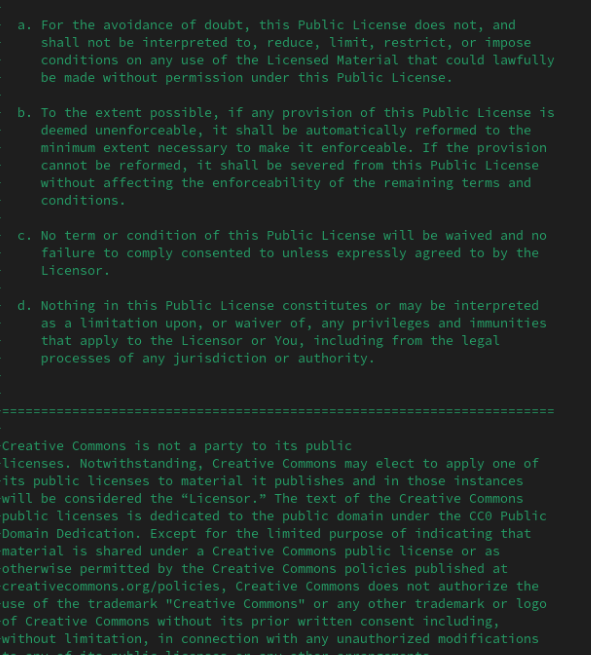 a. For the avoidance of doubt, this Public License does not, and
shall not be interpreted to, reduce, limit, restrict, or impose
conditions on any use of the Licensed Material that could lawfully
be made without permission under this Public License.
b. To the extent possible, if any provision of this Public License is
deemed unenforceable, it shall be automatically reformed to the
minimum extent necessary to make it enforceable. If the provision
cannot be reformed, it shall be severed from this Public License
without affecting the enforceability of the remaining terms and
conditions.
c. No term or condition of this Public License will be waived and no
failure to comply consented to unless expressly agreed to by the
Licensor.
d. Nothing in this Public License constitutes or may be interpreted
as a limitation upon, or waiver of, any privileges and immunities
that apply to the Licensor or You, including from the legal
processes of any jurisdiction or authority.
=======================================================================
Creative Commons is not a party to its public
licenses. Notwithstanding, Creative Commons may elect to apply one of
its public licenses to material it publishes and in those instances
will be considered the “Licensor.” The text of the Creative Commons
public licenses is dedicated to the public domain under the CC0 Public
Domain Dedication. Except for the limited purpose of indicating that
material is shared under a Creative Commons public license or as
otherwise permitted by the Creative Commons policies published at
creativecommons.org/policies, Creative Commons does not authorize the
use of the trademark "Creative Commons" or any other trademark or logo
of Creative Commons without its prior written consent including,
without limitation, in connection with any unauthorized modifications
to any of its public licenses or any other arrangements